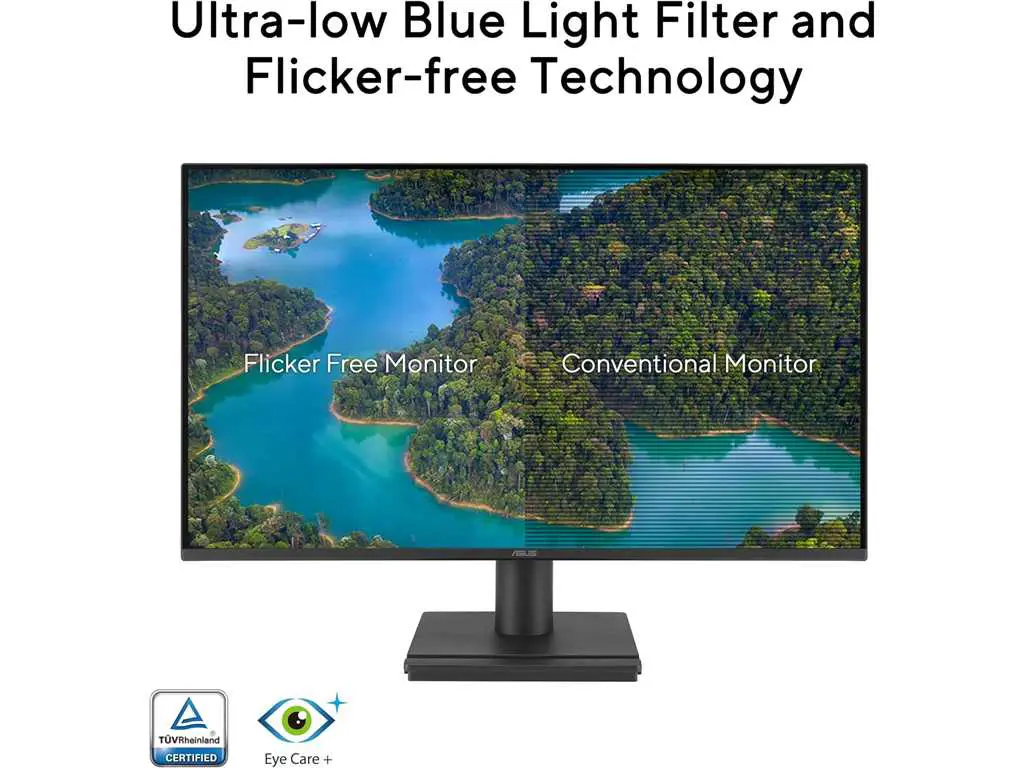 Ultra-low Blue Light Filter and
Flicker-free Technology
Flicker Free Monitor
Conventional Monitor
ASUS
TÜVRheinland
CERTIFIED
Eye Care +